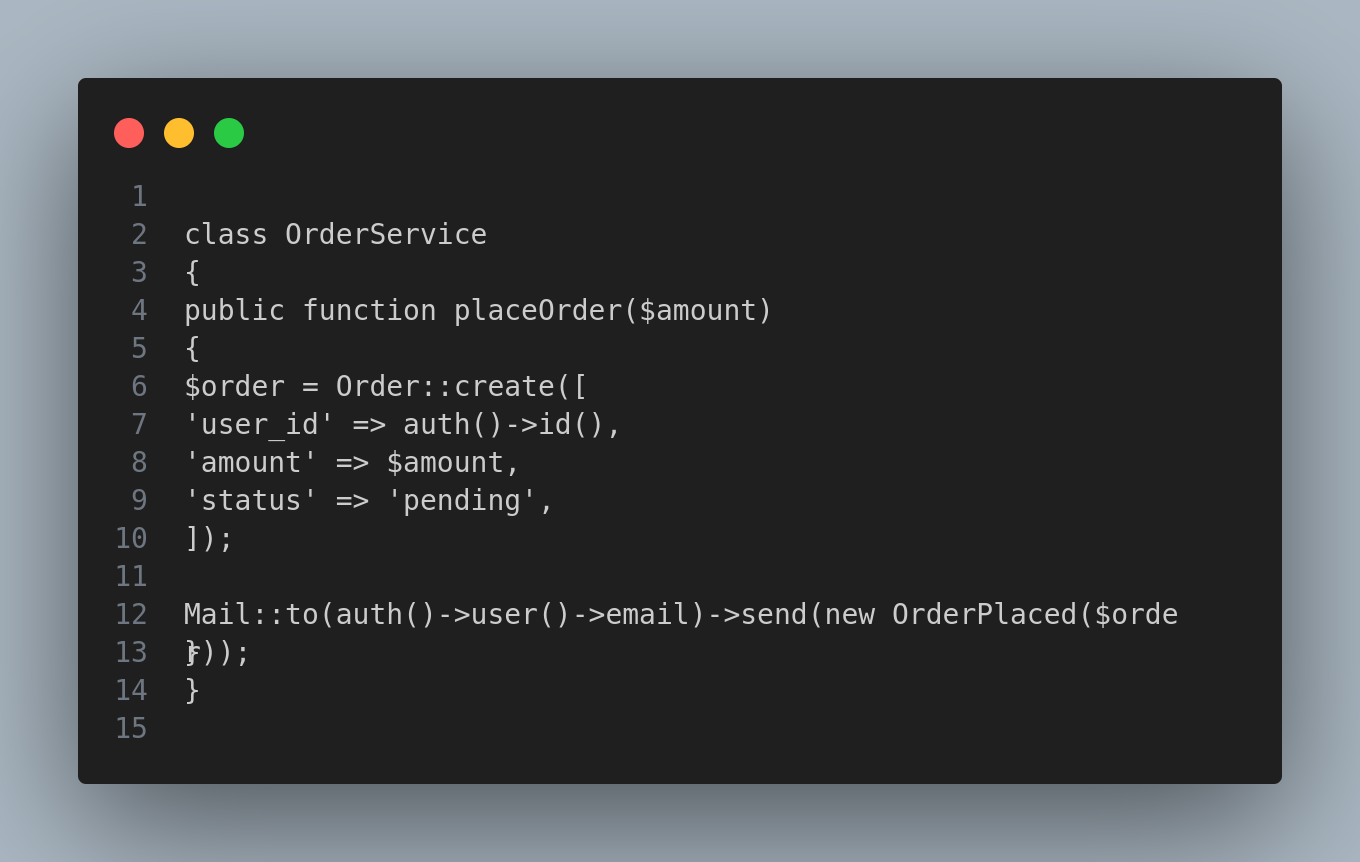 1
2 class OrderService
3 {
4 public function placeOrder($amount)
5 {
6 $order = Order::create([
7 'user_id' => auth()->id(),
8 'amount' => $amount,
9 'status' => 'pending',
10 ]);
11
12 Mail::to(auth()->user()->email)->send(new OrderPlaced($orde
r));
13 }
14 }
15